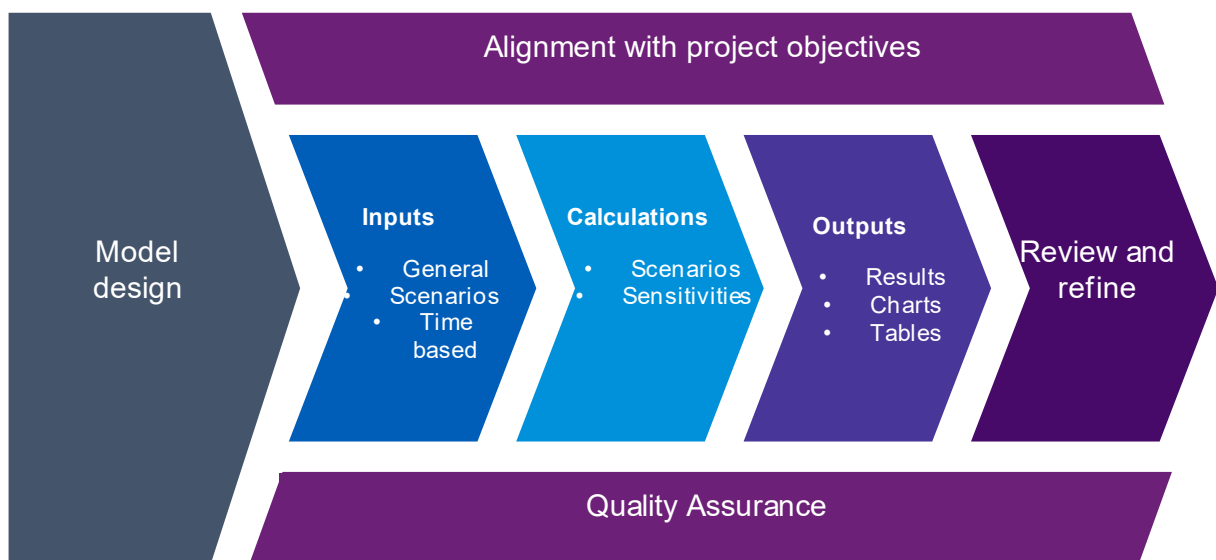 Alignment with project objectives
Model
design
Inputs
• General
• Scenarios
• Time
based
Calculations
• Scenarios
• Sensitivities
Outputs
• Results
• Charts
• Tables
Review and
refine
Quality Assurance